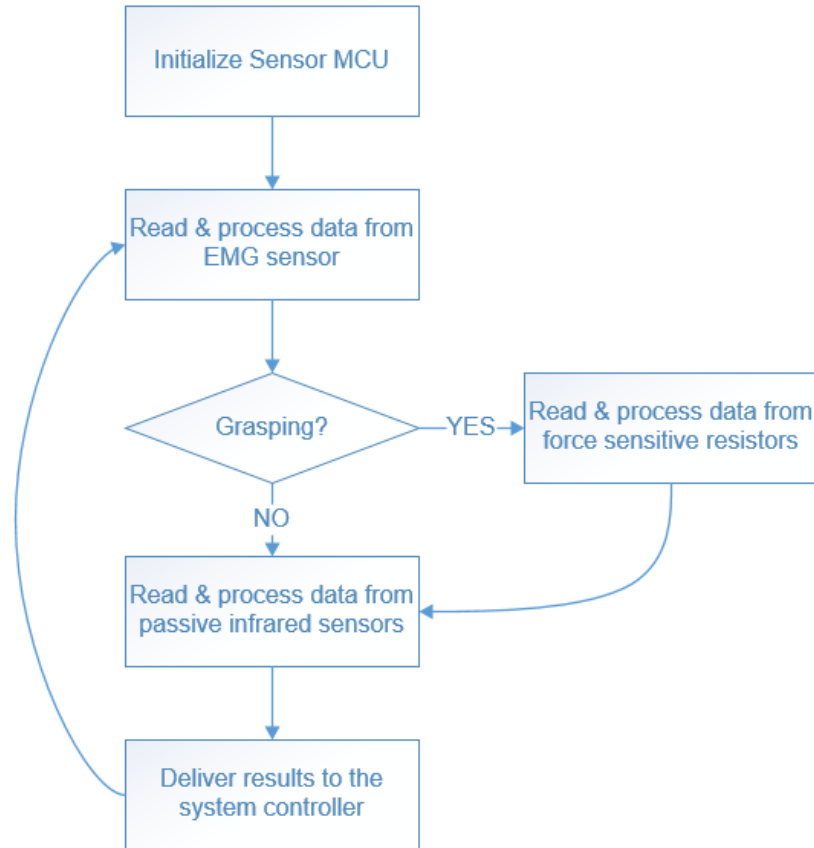 Initialize Sensor MCU
Read & process data from
EMG sensor
Grasping?
YES
Read & process data from
force sensitive resistors
NO
Read & process data from
passive infrared sensors
Deliver results to the
system controller